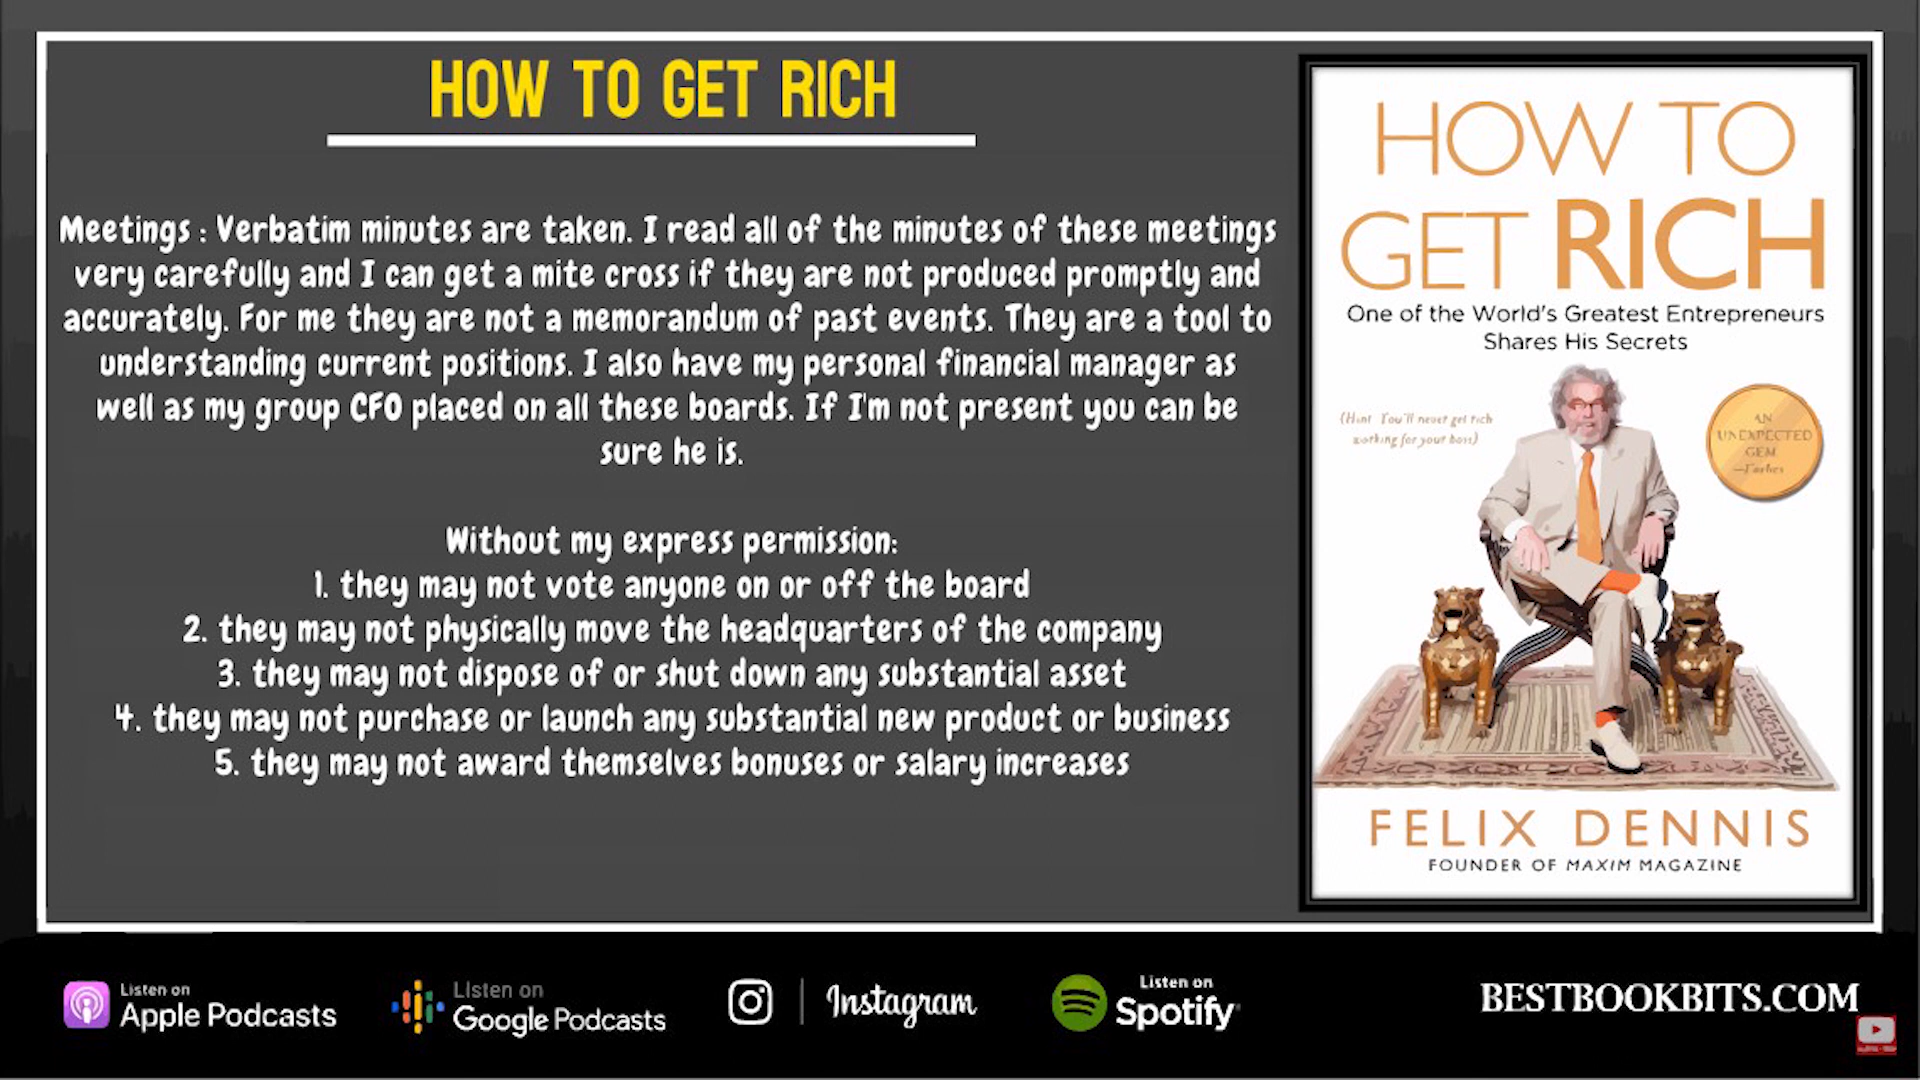 HOW TO GET RICH
Meetings : Verbatim minutes are taken. I read all of the minutes of these meetings
very carefully and I can get a mite cross if they are not produced promptly and
accurately. For me they are not a memorandum of past events. They are a tool to
understanding current positions. I also have my personal financial manager as
well as my group CFO placed on all these boards. If I'm not present you can be
sure he is.
Without my express permission:
1. they may not vote anyone on or off the board
2. they may not physically move the headquarters of the company
3. they may not dispose of or shut down any substantial asset
4. they may not purchase or launch any substantial new product or business
5. they may not award themselves bonuses or salary increases
HOW TO
GET RICH
One of the World's Greatest Entrepreneurs
Shares His Secrets
(Hint You'll never get rich
working for your boss)
AN
UNEXPECTED
GEM
—Forbes
FELIX DENNIS
FOUNDER OF MAXIM MAGAZINE
Listen on
Apple Podcasts
Listen on
Google Podcasts
Instagram
Listen on
Spotify
BESTBOOKBITS.COM